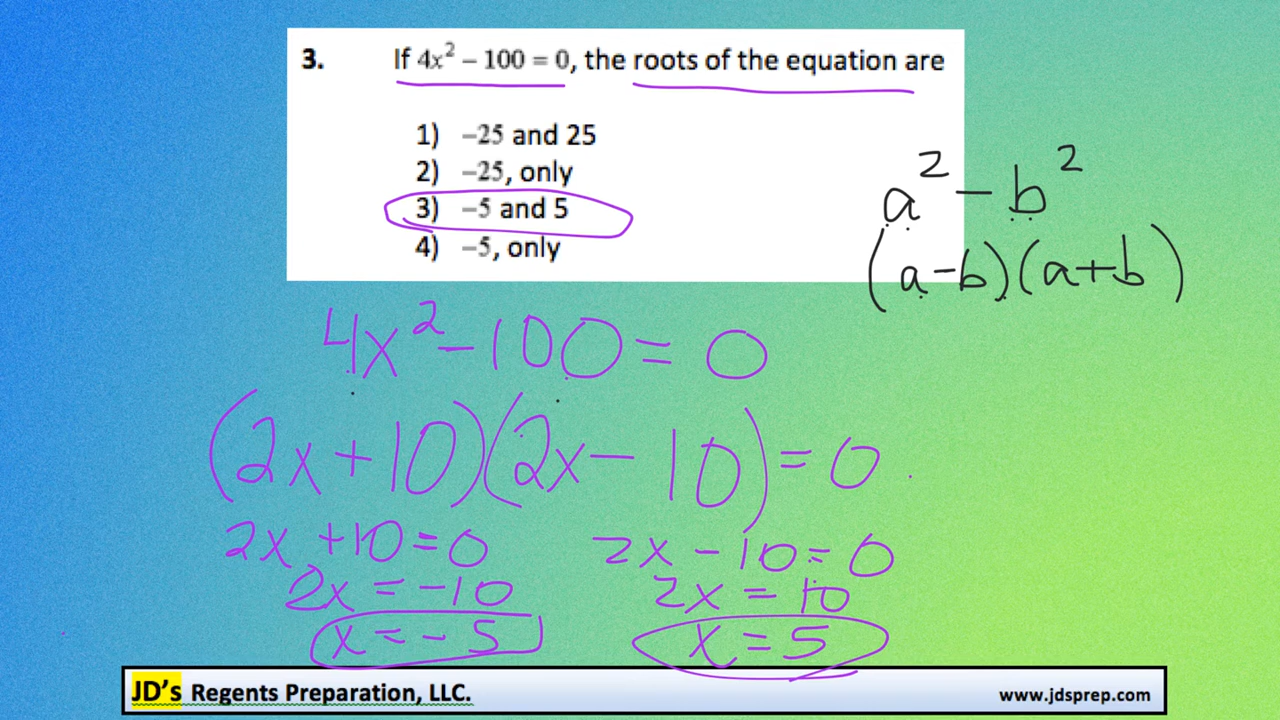 3. If 4x² – 100 = 0, the roots of the equation are
1) –25 and 25
2) –25, only
3) –5 and 5
4) –5, only
a² – b²
(a–b)(a+b)
4x² – 100 = 0
(2x + 10)(2x – 10) = 0
2x + 10 = 0 2x – 10 = 0
2x = –10 2x = 10
x = – 5 x = 5
JD's Regents Preparation, LLC. www.jdsprep.com